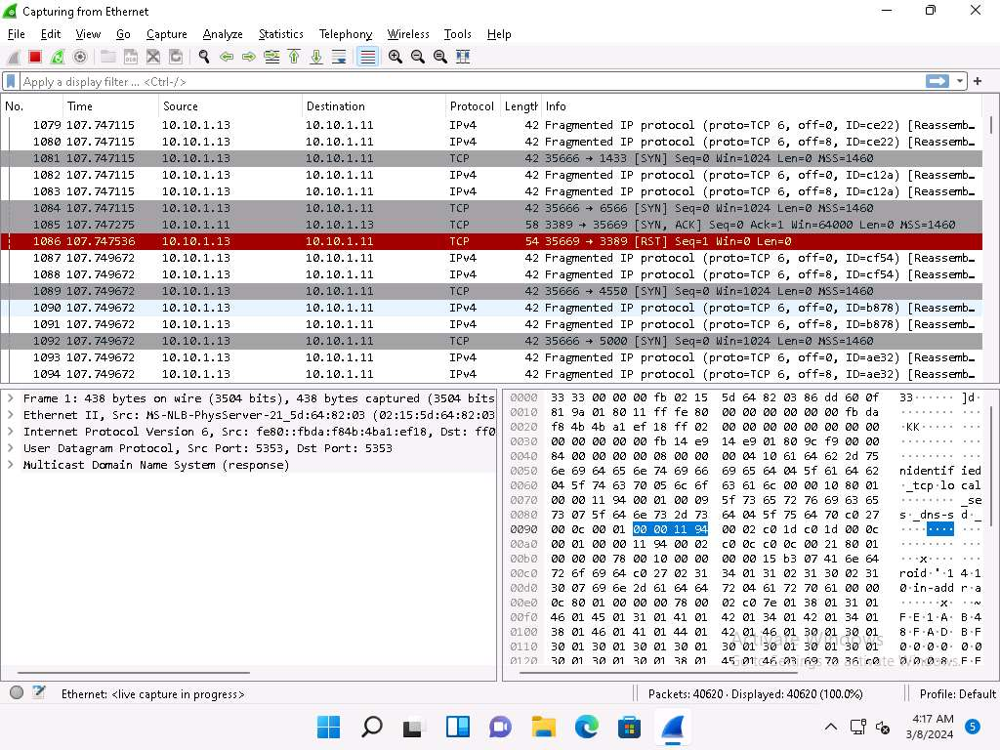 Capturing from Ethernet
File Edit View Go Capture Analyze Statistics Telephony Wireless Tools Help
Apply a display filter ... <Ctrl-/>
No. Time Source Destination Protocol Length Info
1079 107.747115 10.10.1.13 10.10.1.11 IPv4 42 Fragmented IP protocol (proto=TCP 6, off=0, ID=ce22) [Reassemb…
1080 107.747115 10.10.1.13 10.10.1.11 IPv4 42 Fragmented IP protocol (proto=TCP 6, off=8, ID=ce22) [Reassemb…
1081 107.747115 10.10.1.13 10.10.1.11 TCP 42 35666 → 1433 [SYN] Seq=0 Win=1024 Len=0 MSS=1460
1082 107.747115 10.10.1.13 10.10.1.11 IPv4 42 Fragmented IP protocol (proto=TCP 6, off=0, ID=c12a) [Reassemb…
1083 107.747115 10.10.1.13 10.10.1.11 IPv4 42 Fragmented IP protocol (proto=TCP 6, off=8, ID=c12a) [Reassemb…
1084 107.747115 10.10.1.13 10.10.1.11 TCP 42 35666 → 6566 [SYN] Seq=0 Win=1024 Len=0 MSS=1460
1085 107.747275 10.10.1.11 10.10.1.13 TCP 58 3389 → 35669 [SYN, ACK] Seq=0 Ack=1 Win=64000 Len=0 MSS=1460
1086 107.747536 10.10.1.13 10.10.1.11 TCP 54 35669 → 3389 [RST] Seq=1 Win=0 Len=0
1087 107.749672 10.10.1.13 10.10.1.11 IPv4 42 Fragmented IP protocol (proto=TCP 6, off=0, ID=cf54) [Reassemb…
1088 107.749672 10.10.1.13 10.10.1.11 IPv4 42 Fragmented IP protocol (proto=TCP 6, off=8, ID=cf54) [Reassemb…
1089 107.749672 10.10.1.13 10.10.1.11 TCP 42 35666 → 4550 [SYN] Seq=0 Win=1024 Len=0 MSS=1460
1090 107.749672 10.10.1.13 10.10.1.11 IPv4 42 Fragmented IP protocol (proto=TCP 6, off=0, ID=b878) [Reassemb…
1091 107.749672 10.10.1.13 10.10.1.11 IPv4 42 Fragmented IP protocol (proto=TCP 6, off=8, ID=b878) [Reassemb…
1092 107.749672 10.10.1.13 10.10.1.11 TCP 42 35666 → 5000 [SYN] Seq=0 Win=1024 Len=0 MSS=1460
1093 107.749672 10.10.1.13 10.10.1.11 IPv4 42 Fragmented IP protocol (proto=TCP 6, off=0, ID=ae32) [Reassemb…
1094 107.749672 10.10.1.13 10.10.1.11 IPv4 42 Fragmented IP protocol (proto=TCP 6, off=8, ID=ae32) [Reassemb…
Frame 1: 438 bytes on wire (3504 bits), 438 bytes captured (3504 bits
Ethernet II, Src: MS-NLB-PhysServer-21_5d:64:82:03 (02:15:5d:64:82:03
Internet Protocol Version 6, Src: fe80::fbda:f84b:4ba1:ef18, Dst: ff0
User Datagram Protocol, Src Port: 5353, Dst Port: 5353
Multicast Domain Name System (response)
0000 33 33 00 00 00 fb 02 15 5d 64 82 03 86 dd 60 0f 33······ ]d·
0010 81 9a 01 80 11 ff fe 80 00 00 00 00 00 00 fb da
0020 f8 4b 4b a1 ef 18 ff 02 00 00 00 00 00 00 00 00 ·KK·
0030 00 00 00 00 00 fb 14 e9 14 e9 01 80 9c f9 00 00
0040 84 00 00 00 00 08 00 00 00 04 10 61 64 62 2d 75
0050 6e 69 64 65 6e 74 69 66 69 65 64 04 5f 61 64 62 nidentif ied
0060 04 5f 74 63 70 05 6c 6f 63 61 6c 00 00 10 80 01 ·_tcp·lo cal
0070 00 00 11 94 00 01 00 09 5f 73 65 72 76 69 63 65 ········ _se
0080 73 07 5f 64 6e 73 2d 73 64 04 5f 75 64 70 c0 27 s·_dns-s d·_
0090 00 0c 00 01 00 00 11 94 00 02 c0 1d c0 1d 00 0c
00a0 00 01 00 00 11 94 00 02 c0 0c c0 0c 00 21 80 01
00b0 00 00 00 78 00 10 00 00 00 00 15 b3 07 41 6e 64 ···x
00c0 72 6f 69 64 c0 27 02 31 34 01 31 02 31 30 02 31 roid·'·1 4·1
00d0 30 07 69 6e 2d 61 64 64 72 04 61 72 70 61 00 00 0·in-add r·a
00e0 0c 80 01 00 00 00 78 00 02 c0 7e 01 38 01 31 01 ······x· ··~
00f0 46 01 45 01 31 01 41 01 42 01 34 01 42 01 34 01 F·E·1·A· B·4
0100 38 01 46 01 41 01 44 01 42 01 46 01 30 01 30 01 8·F·A·D· B·F
0110 30 01 30 01 30 01 30 01 30 01 30 01 30 01 30 01 0·0·0·0· 0·0
0120 30 01 30 01 30 01 38 01 45 01 46 03 69 70 36 c0 0·0·0·8· E·F
Activate Windows
Go to Settings to activate Windows.
Ethernet: <live capture in progress> Packets: 40620 · Displayed: 40620 (100.0%) Profile: Default
4:17 AM
3/8/2024
5